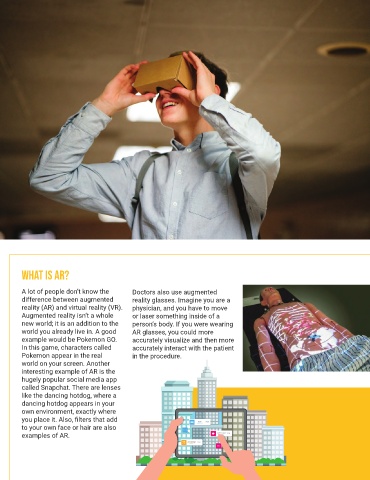 WHAT IS AR?
A lot of people don't know the
difference between augmented
reality (AR) and virtual reality (VR).
Augmented reality isn't a whole
new world; it is an addition to the
world you already live in. A good
example would be Pokemon GO.
In this game, characters called
Pokemon appear in the real
world on your screen. Another
interesting example of AR is the
hugely popular social media app
called Snapchat. There are lenses
like the dancing hotdog, where a
dancing hotdog appears in your
own environment, exactly where
you place it. Also, filters that add
to your own face or hair are also
examples of AR.
Doctors also use augmented
reality glasses. Imagine you are a
physician, and you have to move
or laser something inside of a
person's body. If you were wearing
AR glasses, you could more
accurately visualize and then more
accurately interact with the patient
in the procedure.